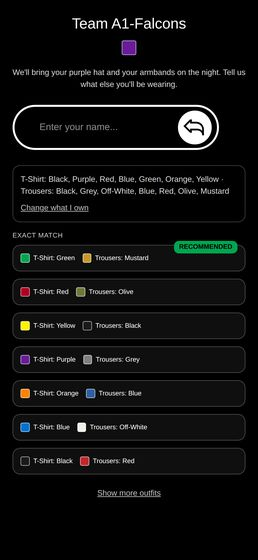 Team A1-Falcons
We'll bring your purple hat and your armbands on the night. Tell us
what else you'll be wearing.
Enter your name...
T-Shirt: Black, Purple, Red, Blue, Green, Orange, Yellow ·
Trousers: Black, Grey, Off-White, Blue, Red, Olive, Mustard
Change what I own
EXACT MATCH
RECOMMENDED
T-Shirt: Green Trousers: Mustard
T-Shirt: Red Trousers: Olive
T-Shirt: Yellow Trousers: Black
T-Shirt: Purple Trousers: Grey
T-Shirt: Orange Trousers: Blue
T-Shirt: Blue Trousers: Off-White
T-Shirt: Black Trousers: Red
Show more outfits